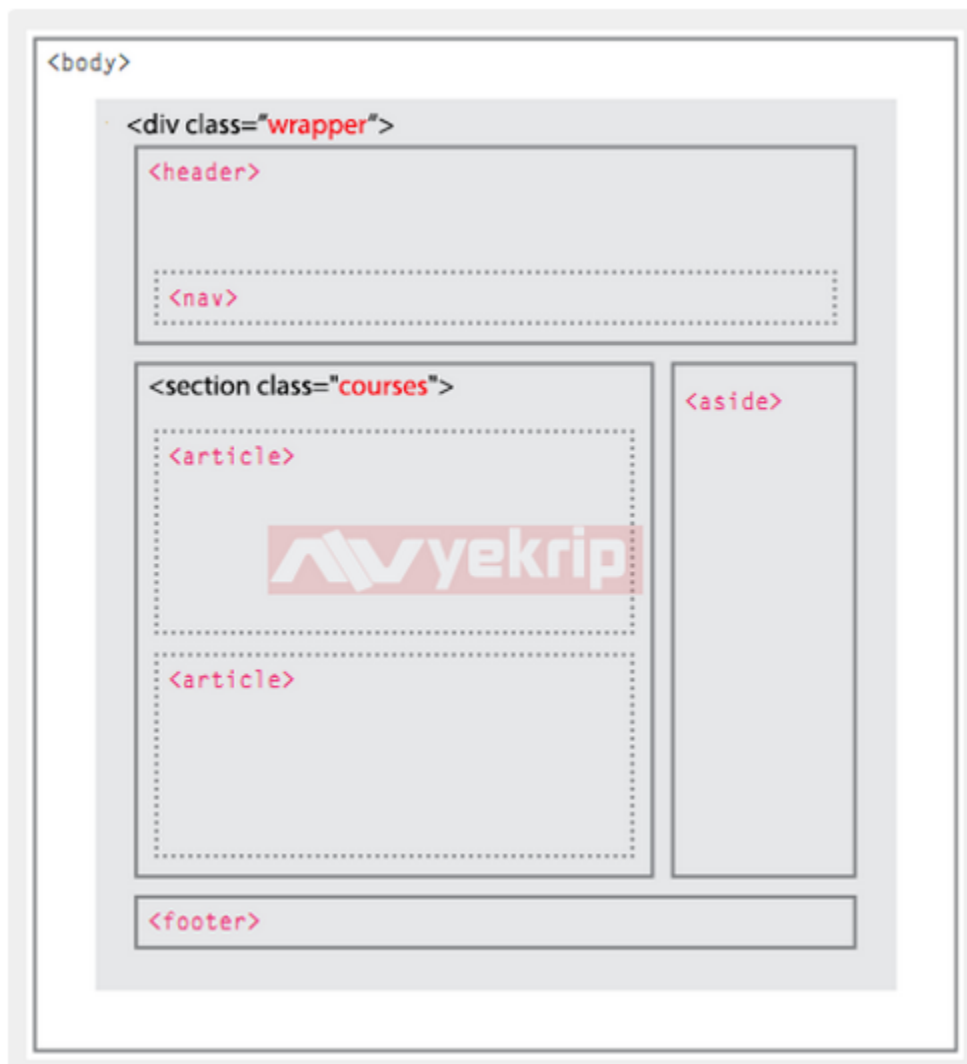 <body>
<div class="wrapper">
<header>
<nav>
<section class="courses">
<aside>
<article>
yekrip
<article>
<footer>